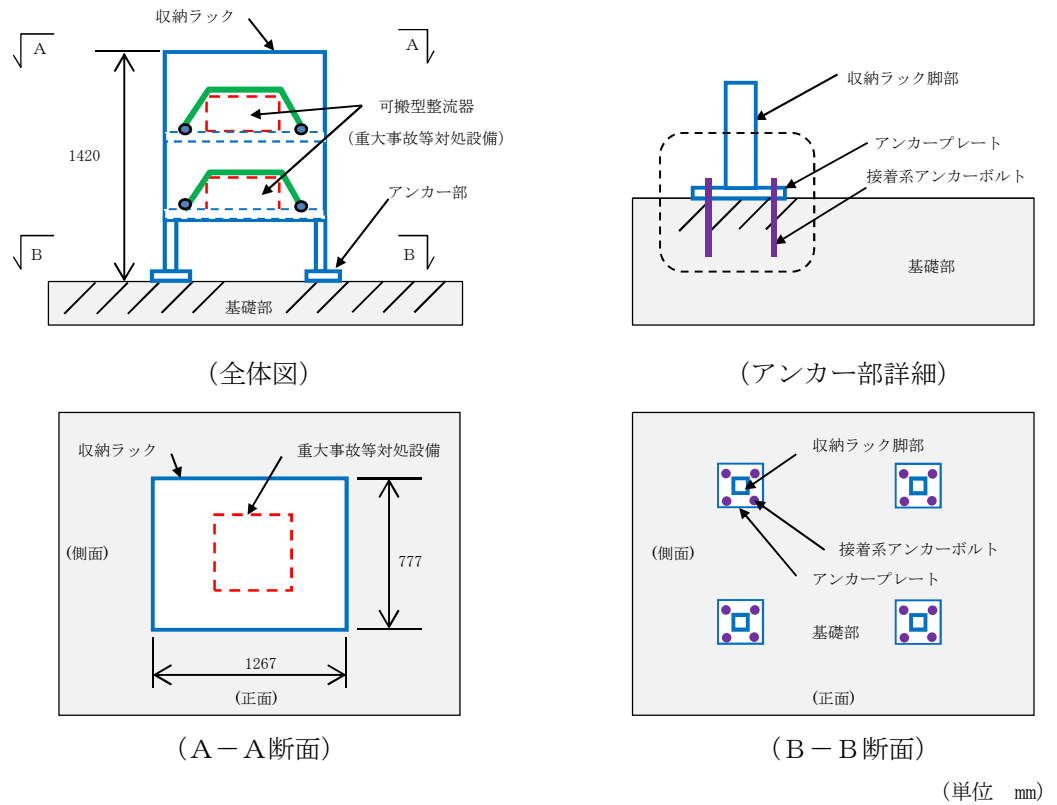 収納ラック
A
A
可搬型整流器
(重大事故等対処設備)
1420
アンカー部
B
B
基礎部
(全体図)
収納ラック脚部
アンカープレート
接着系アンカーボルト
基礎部
(アンカー部詳細)
収納ラック
重大事故等対処設備
(側面)
777
1267
(正面)
(A-A断面)
収納ラック脚部
(側面)
接着系アンカーボルト
アンカープレート
基礎部
(正面)
(B-B断面)
(単位 mm)